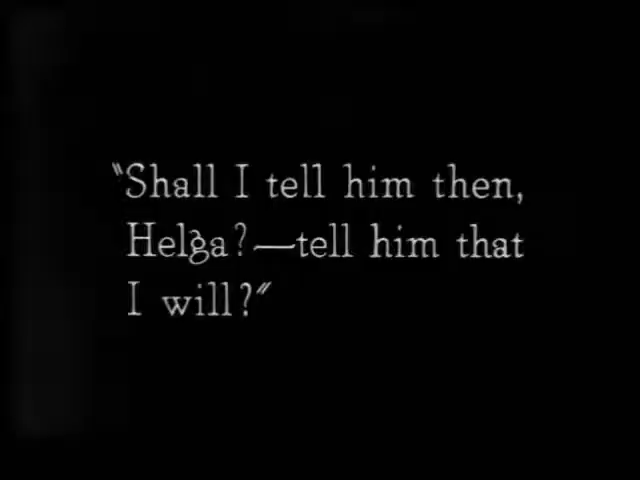 "Shall I tell him then,
Helga?—tell him that
I will?"